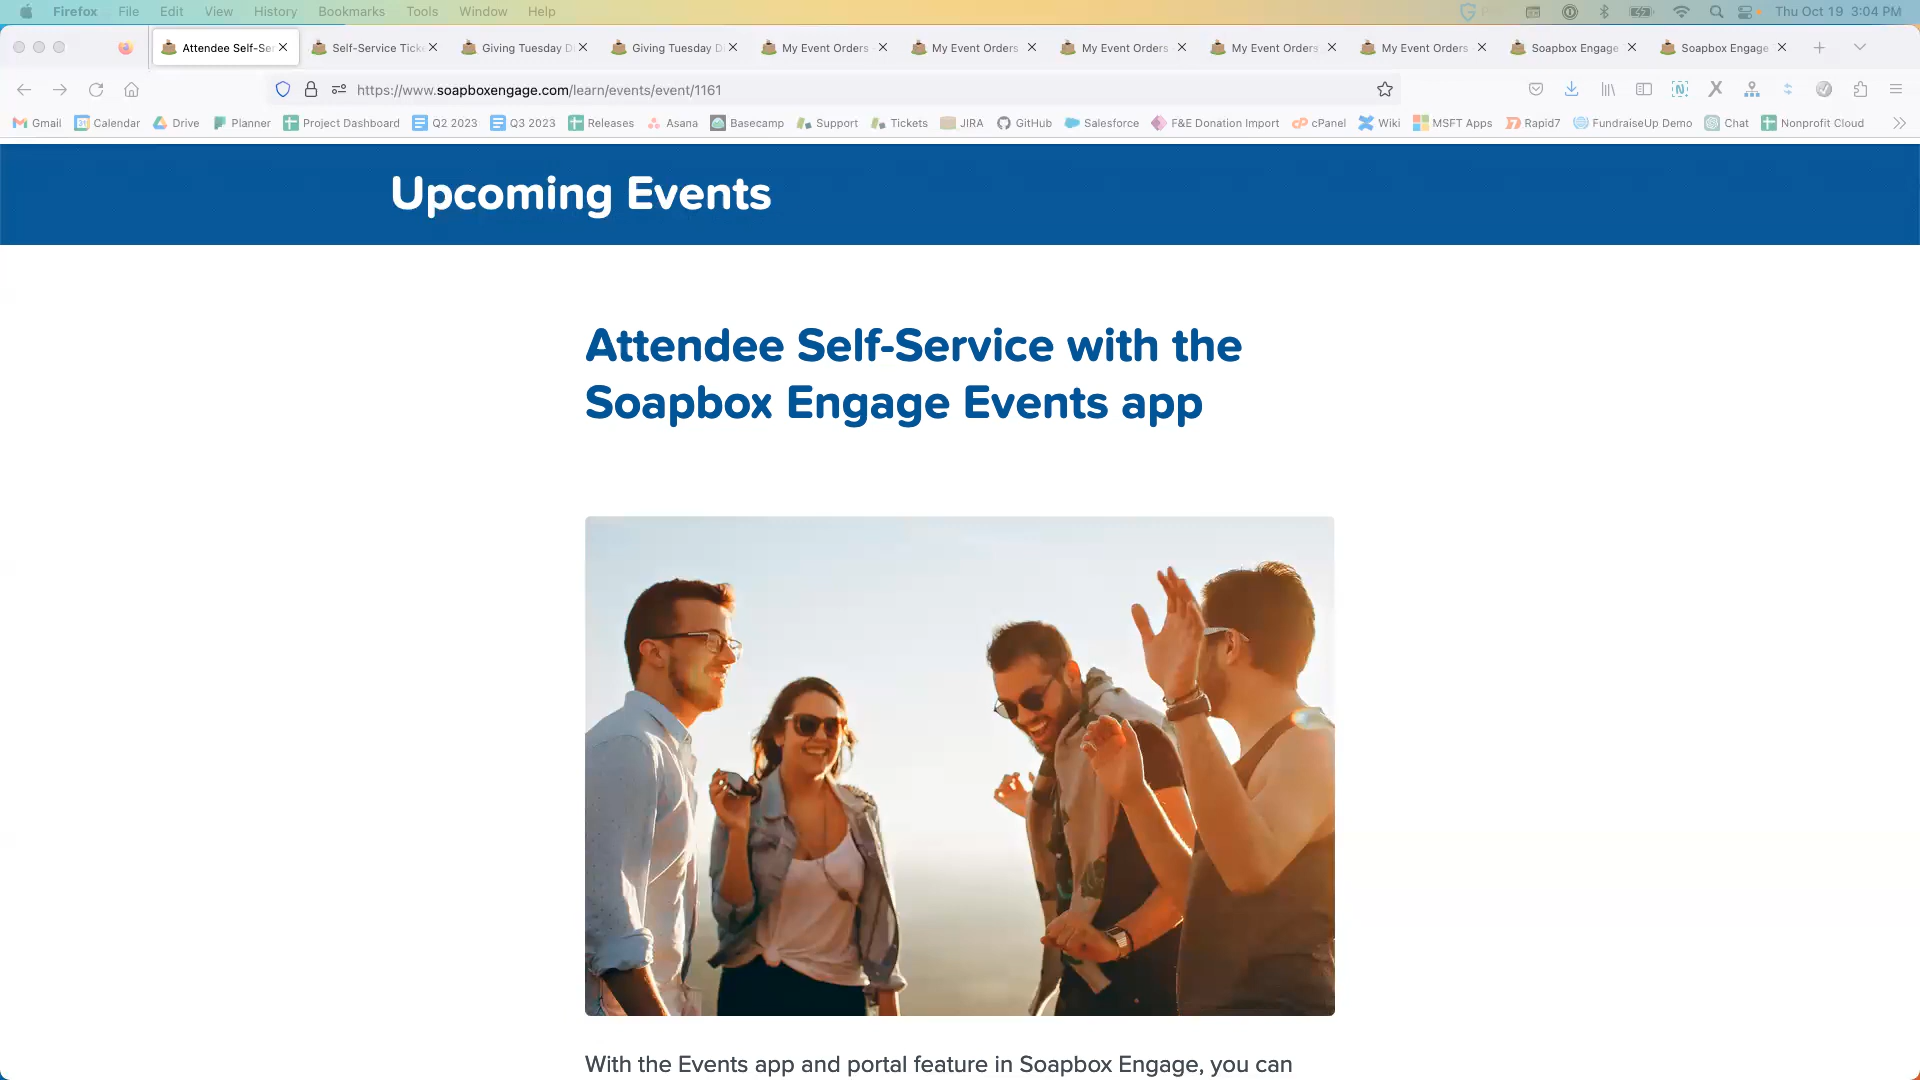 Firefox File Edit View History Bookmarks Tools Window Help Thu Oct 19 3:04 PM
Attendee Self-Se Self-Service Tick Giving Tuesday D Giving Tuesday D My Event Orders My Event Orders My Event Orders My Event Orders My Event Orders Soapbox Engage Soapbox Engage
https://www.soapboxengage.com/learn/events/event/1161
Gmail Calendar Drive Planner Project Dashboard Q2 2023 Q3 2023 Releases Asana Basecamp Support Tickets JIRA GitHub Salesforce F&E Donation Import cPanel Wiki MSFT Apps Rapid7 FundraiseUp Demo Chat Nonprofit Cloud
Upcoming Events
Attendee Self-Service with the
Soapbox Engage Events app
With the Events app and portal feature in Soapbox Engage, you can